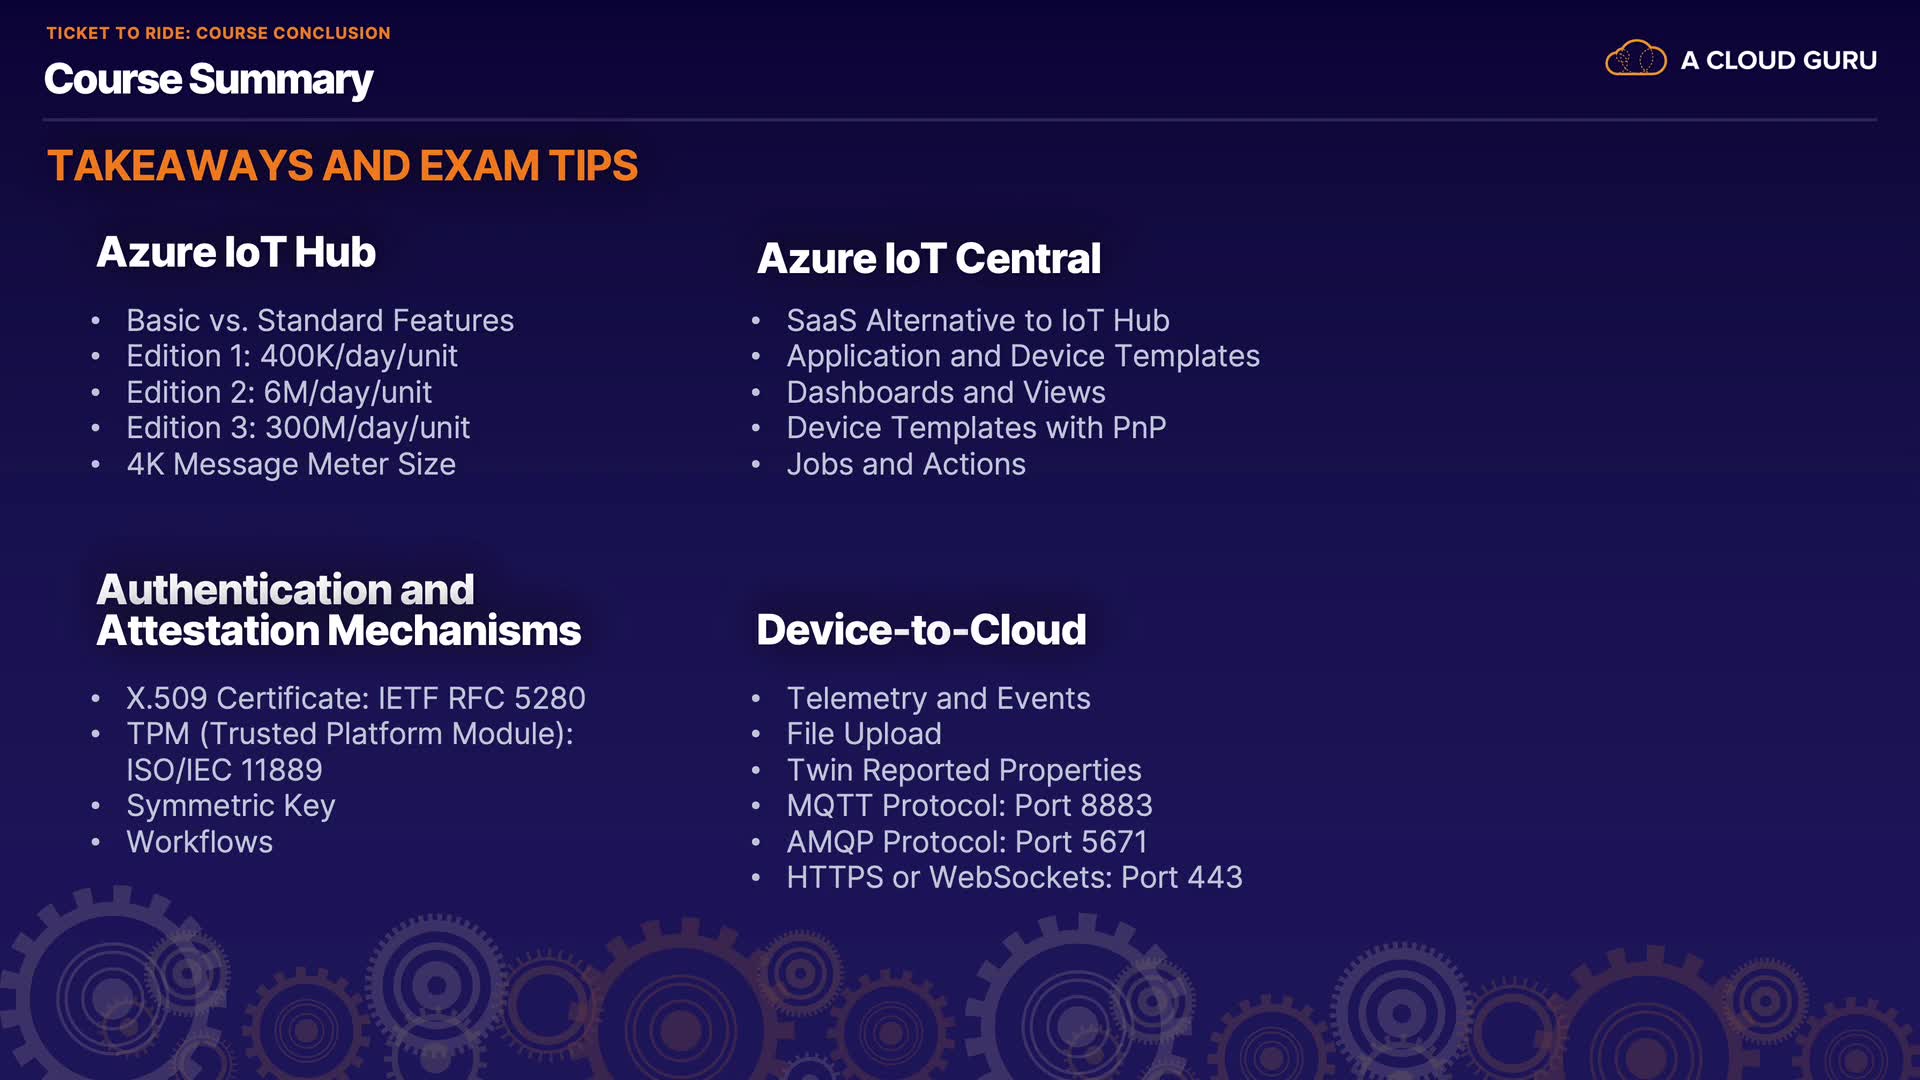 TICKET TO RIDE: COURSE CONCLUSION
Course Summary
A CLOUD GURU
TAKEAWAYS AND EXAM TIPS
Azure IoT Hub
• Basic vs. Standard Features
• Edition 1: 400K/day/unit
• Edition 2: 6M/day/unit
• Edition 3: 300M/day/unit
• 4K Message Meter Size
Azure IoT Central
• SaaS Alternative to IoT Hub
• Application and Device Templates
• Dashboards and Views
• Device Templates with PnP
• Jobs and Actions
Authentication and
Attestation Mechanisms
• X.509 Certificate: IETF RFC 5280
• TPM (Trusted Platform Module):
ISO/IEC 11889
• Symmetric Key
• Workflows
Device-to-Cloud
• Telemetry and Events
• File Upload
• Twin Reported Properties
• MQTT Protocol: Port 8883
• AMQP Protocol: Port 5671
• HTTPS or WebSockets: Port 443